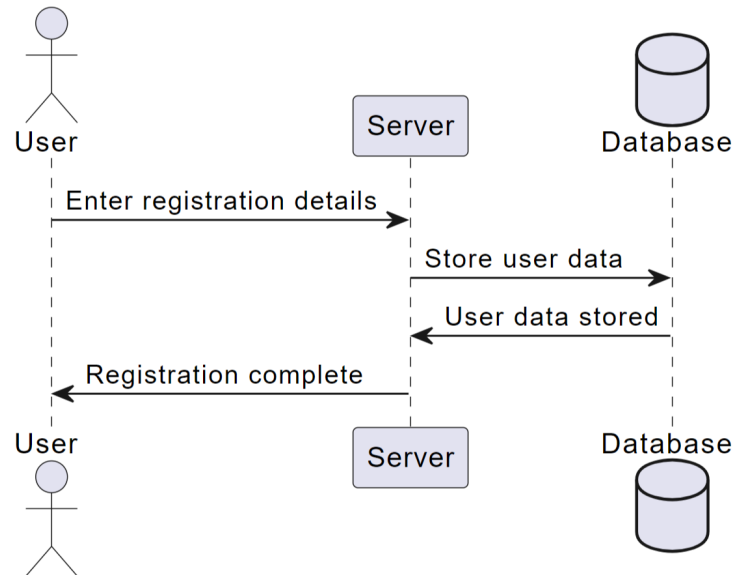 User
Server
Database
Enter registration details
Store user data
User data stored
Registration complete
User
Server
Database